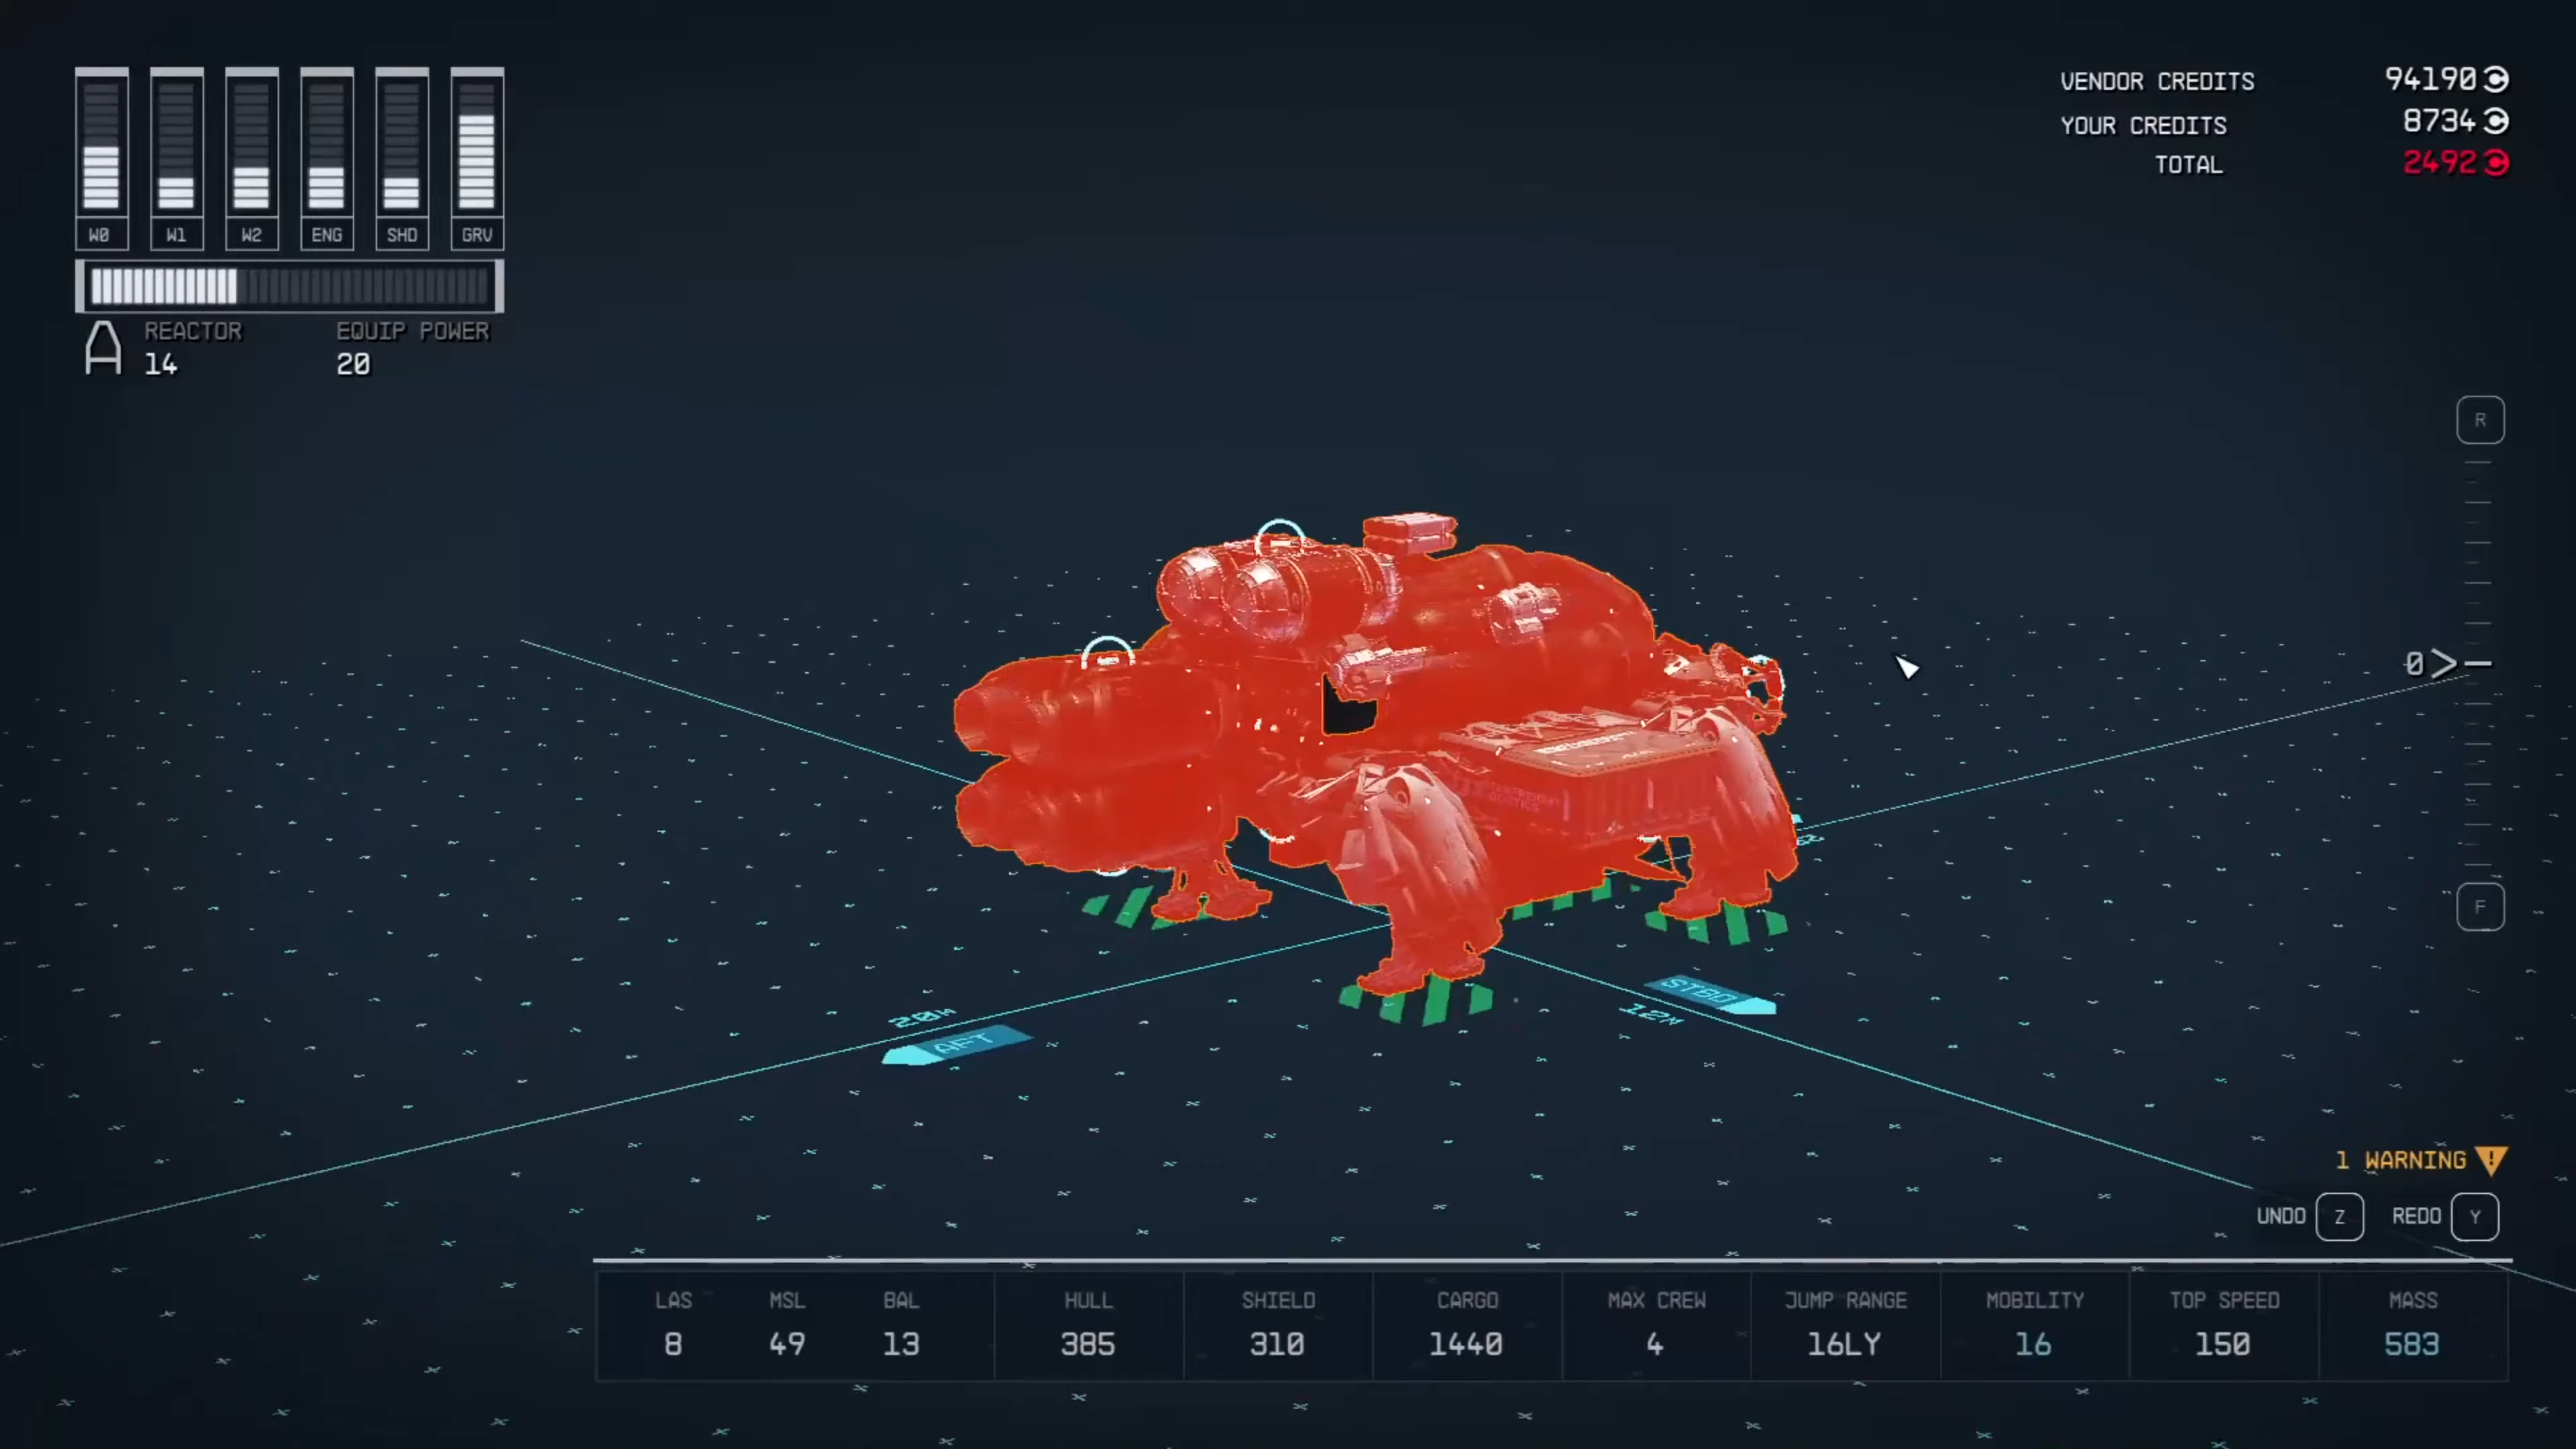 VENDOR CREDITS 94190
YOUR CREDITS 8734
TOTAL 2492
W0 W1 W2 ENG SHD GRV
REACTOR EQUIP POWER
14 20
R
0
F
STBD
12M
20M
AFT
1 WARNING
UNDO Z REDO Y
LAS MSL BAL HULL SHIELD CARGO MAX CREW JUMP RANGE MOBILITY TOP SPEED MASS
8 49 13 385 310 1440 4 16LY 16 150 583